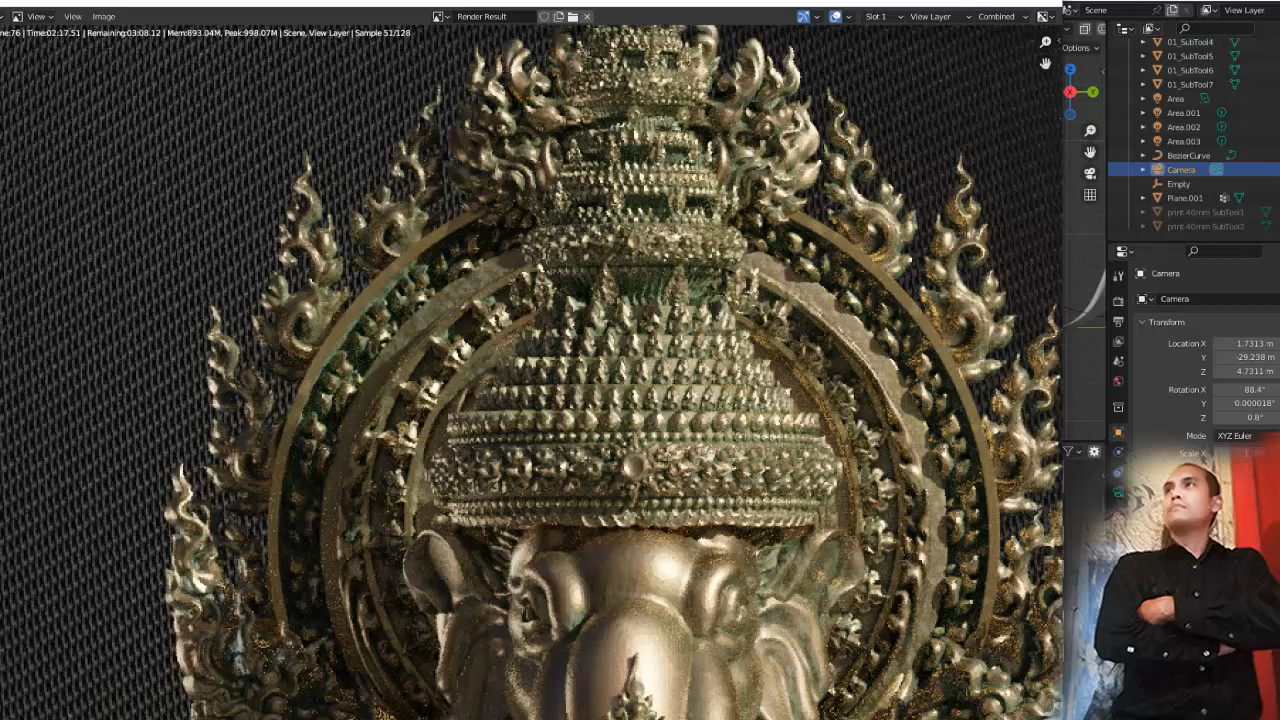 View View Image Render Result Slot 1 View Layer Combined Scene View Layer
:76 | Time:02:17.51 | Remaining:03:08.12 | Mem:893.04M, Peak:998.07M | Scene, View Layer | Sample 51/128
Options
Z
X Y
01_SubTool4
01_SubTool5
01_SubTool6
01_SubTool7
Area
Area.001
Area.002
Area.003
BezierCurve
Camera
Empty
Plane.001
print 40mm SubTool1
print 40mm SubTool2
Camera
Camera
Transform
Location X 1.7313 m
Y -29.238 m
Z 4.7311 m
Rotation X 88.4°
Y 0.000018°
Z 0.8°
Mode XYZ Euler
Scale X